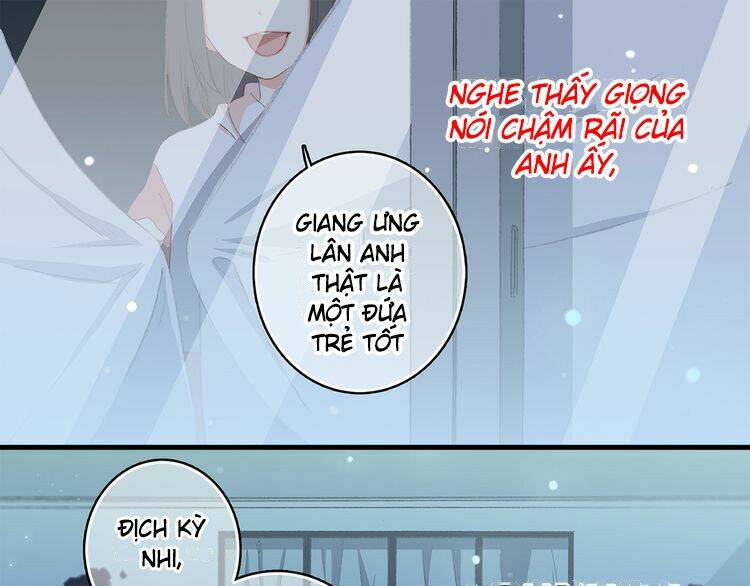 NGHE THẤY GIỌNG
NÓI CHẬM RÃI CỦA
ANH ẤY,
GIANG ƯNG
LÂN ANH
THẬT LÀ
MỘT ĐỨA
TRẺ TỐT
ĐỊCH KỲ
NHI,